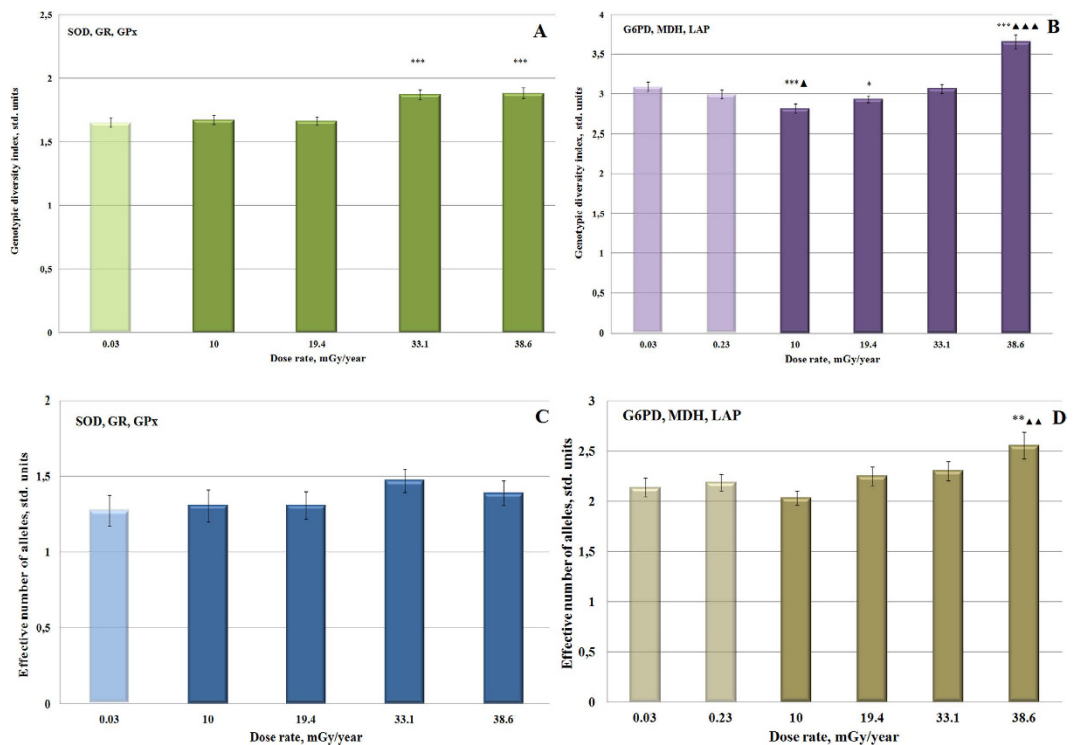 SOD, GR, GPx
A
***
***
2,5
2
1,5
1
0,5
0
Genotypic diversity index, std. units
0.03 10 19.4 33.1 38.6
Dose rate, mGy/year
G6PD, MDH, LAP
B
***▲
*
***▲▲▲
4
3,5
3
2,5
2
1,5
1
0,5
0
Genotypic diversity index, std. units
0.03 0.23 10 19.4 33.1 38.6
Dose rate, mGy/year
SOD, GR, GPx
C
2
1,5
1
0,5
0
Effective number of alleles, std. units
0.03 10 19.4 33.1 38.6
Dose rate, mGy/year
G6PD, MDH, LAP
D
**▲▲
3
2,5
2
1,5
1
0,5
0
Effective number of alleles, std. units
0.03 0.23 10 19.4 33.1 38.6
Dose rate, mGy/year